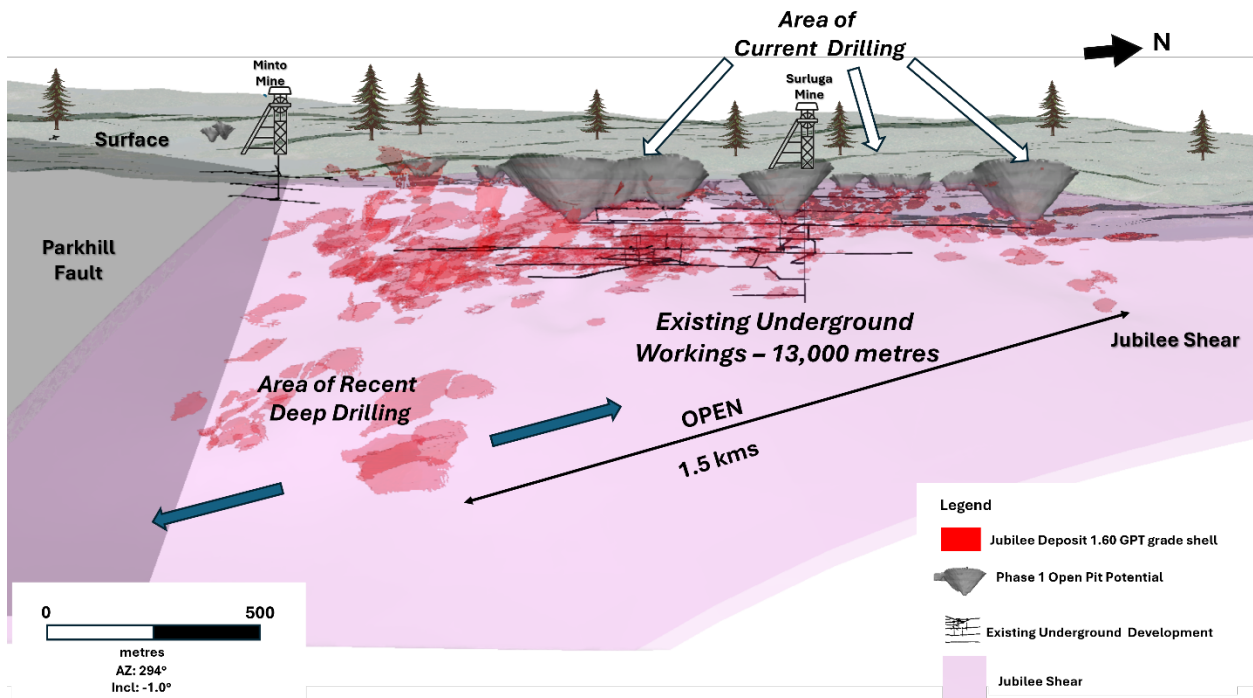 Area of
Current Drilling
N
Minto
Mine
Surluga
Mine
Surface
Parkhill
Fault
Existing Underground
Workings – 13,000 metres
Jubilee Shear
Area of Recent
Deep Drilling
OPEN
1.5 kms
Legend
Jubilee Deposit 1.60 GPT grade shell
Phase 1 Open Pit Potential
Existing Underground Development
Jubilee Shear
0 500
metres
AZ: 294°
Incl: -1.0°